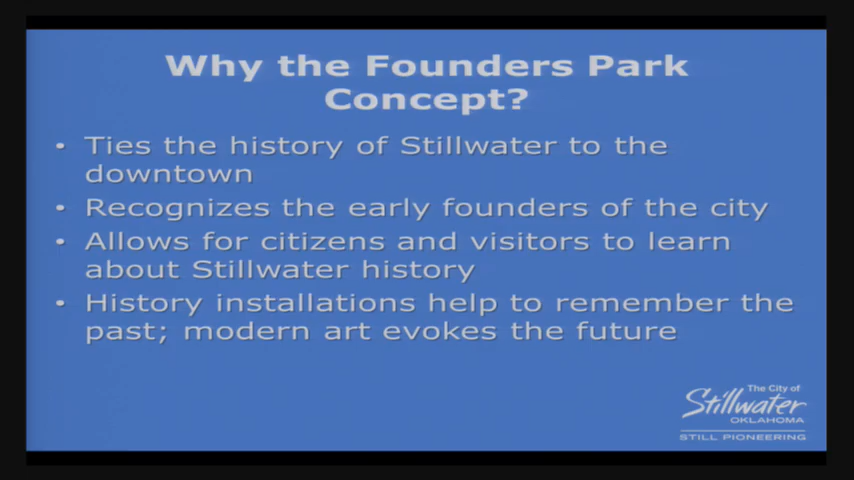 Why the Founders Park
Concept?
• Ties the history of Stillwater to the
downtown
• Recognizes the early founders of the city
• Allows for citizens and visitors to learn
about Stillwater history
• History installations help to remember the
past; modern art evokes the future
The City of
Stillwater
OKLAHOMA
STILL PIONEERING